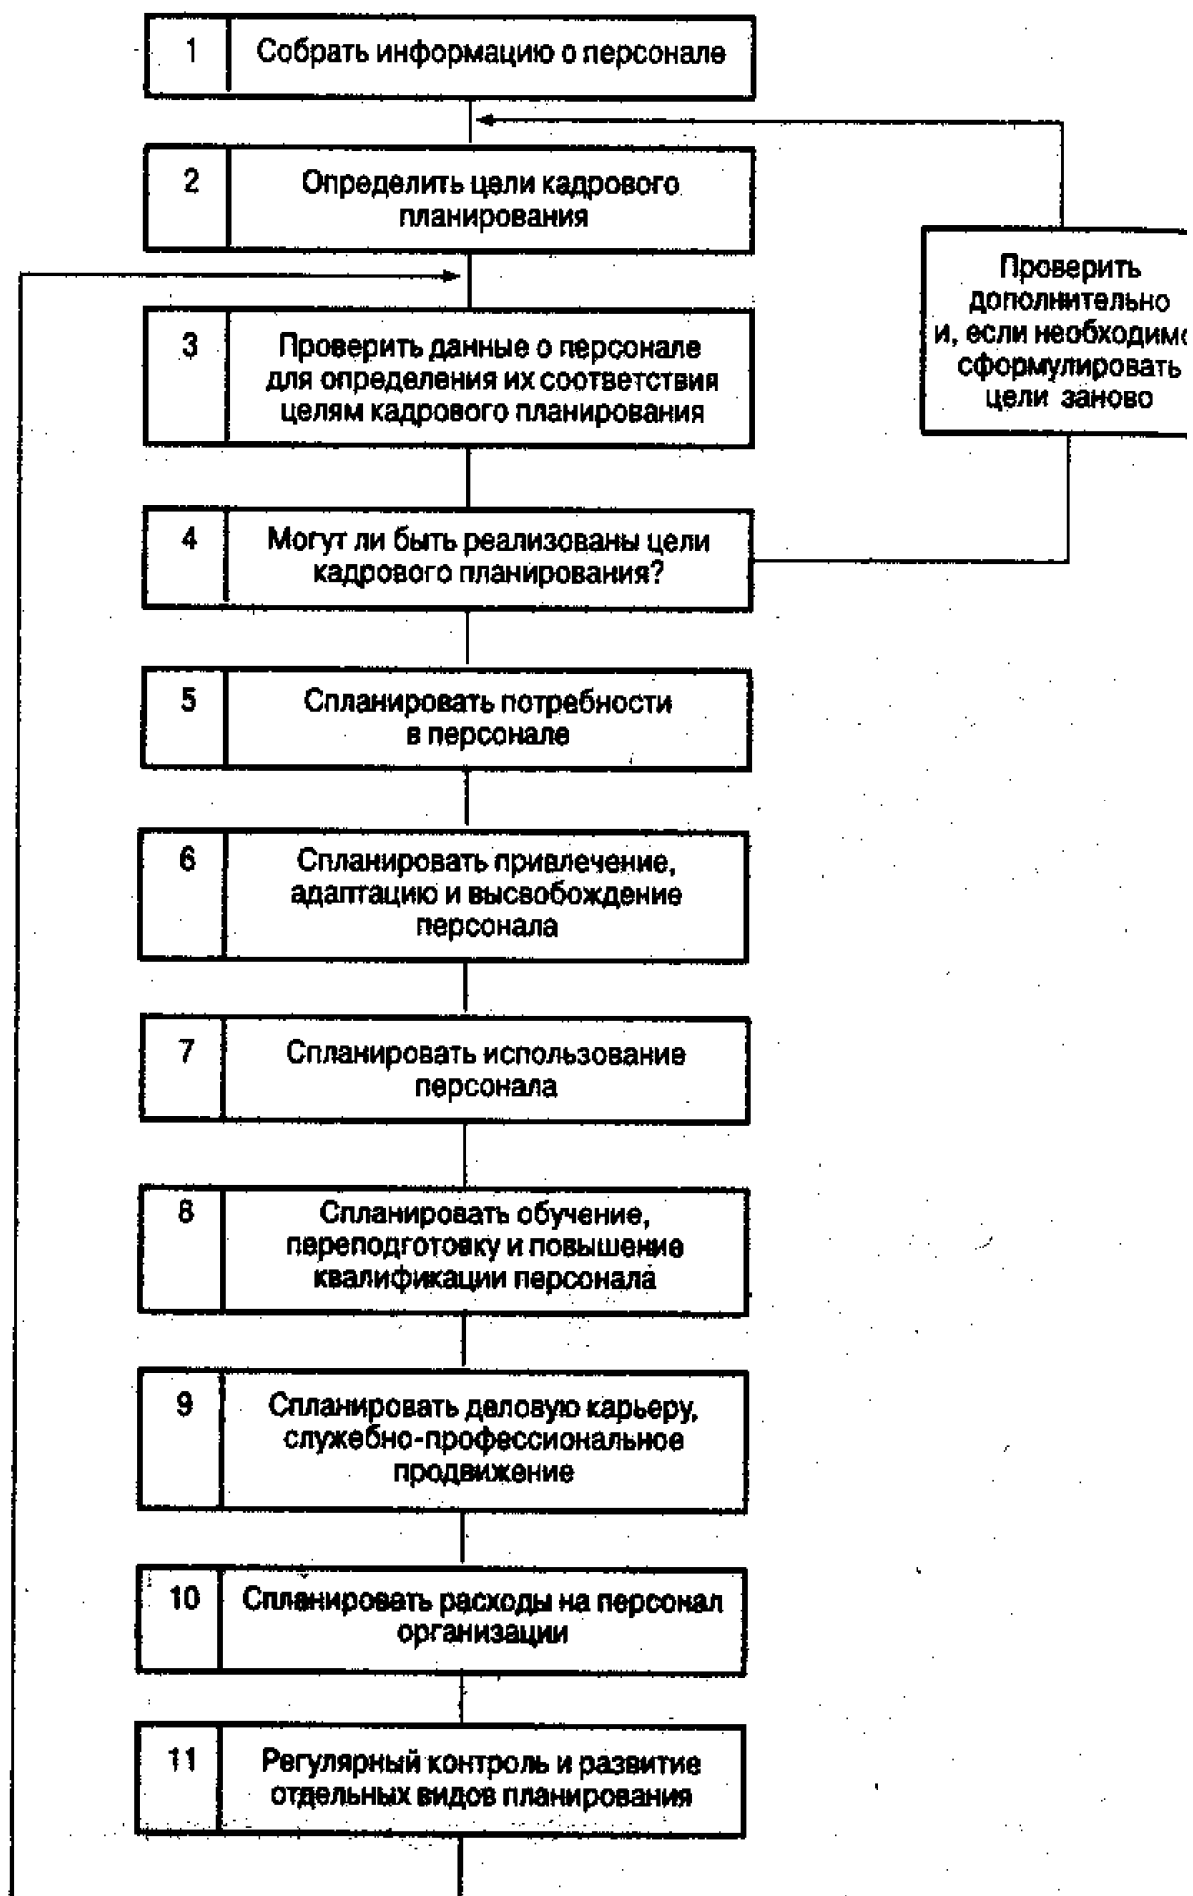 1 Собрать информацию о персонале
2 Определить цели кадрового
планирования
Проверить
дополнительно
и, если необходимо
сформулировать
цели заново
3 Проверить данные о персонале
для определения их соответствия
целям кадрового планирования
4 Могут ли быть реализованы цели
кадрового планирования?
5 Спланировать потребности
в персонале
6 Спланировать привлечение,
адаптацию и высвобождение
персонала
7 Спланировать использование
персонала
8 Спланировать обучение,
переподготовку и повышение
квалификации персонала
9 Спланировать деловую карьеру,
служебно-профессиональное
продвижение
10 Спланировать расходы на персонал
организации
11 Регулярный контроль и развитие
отдельных видов планирования